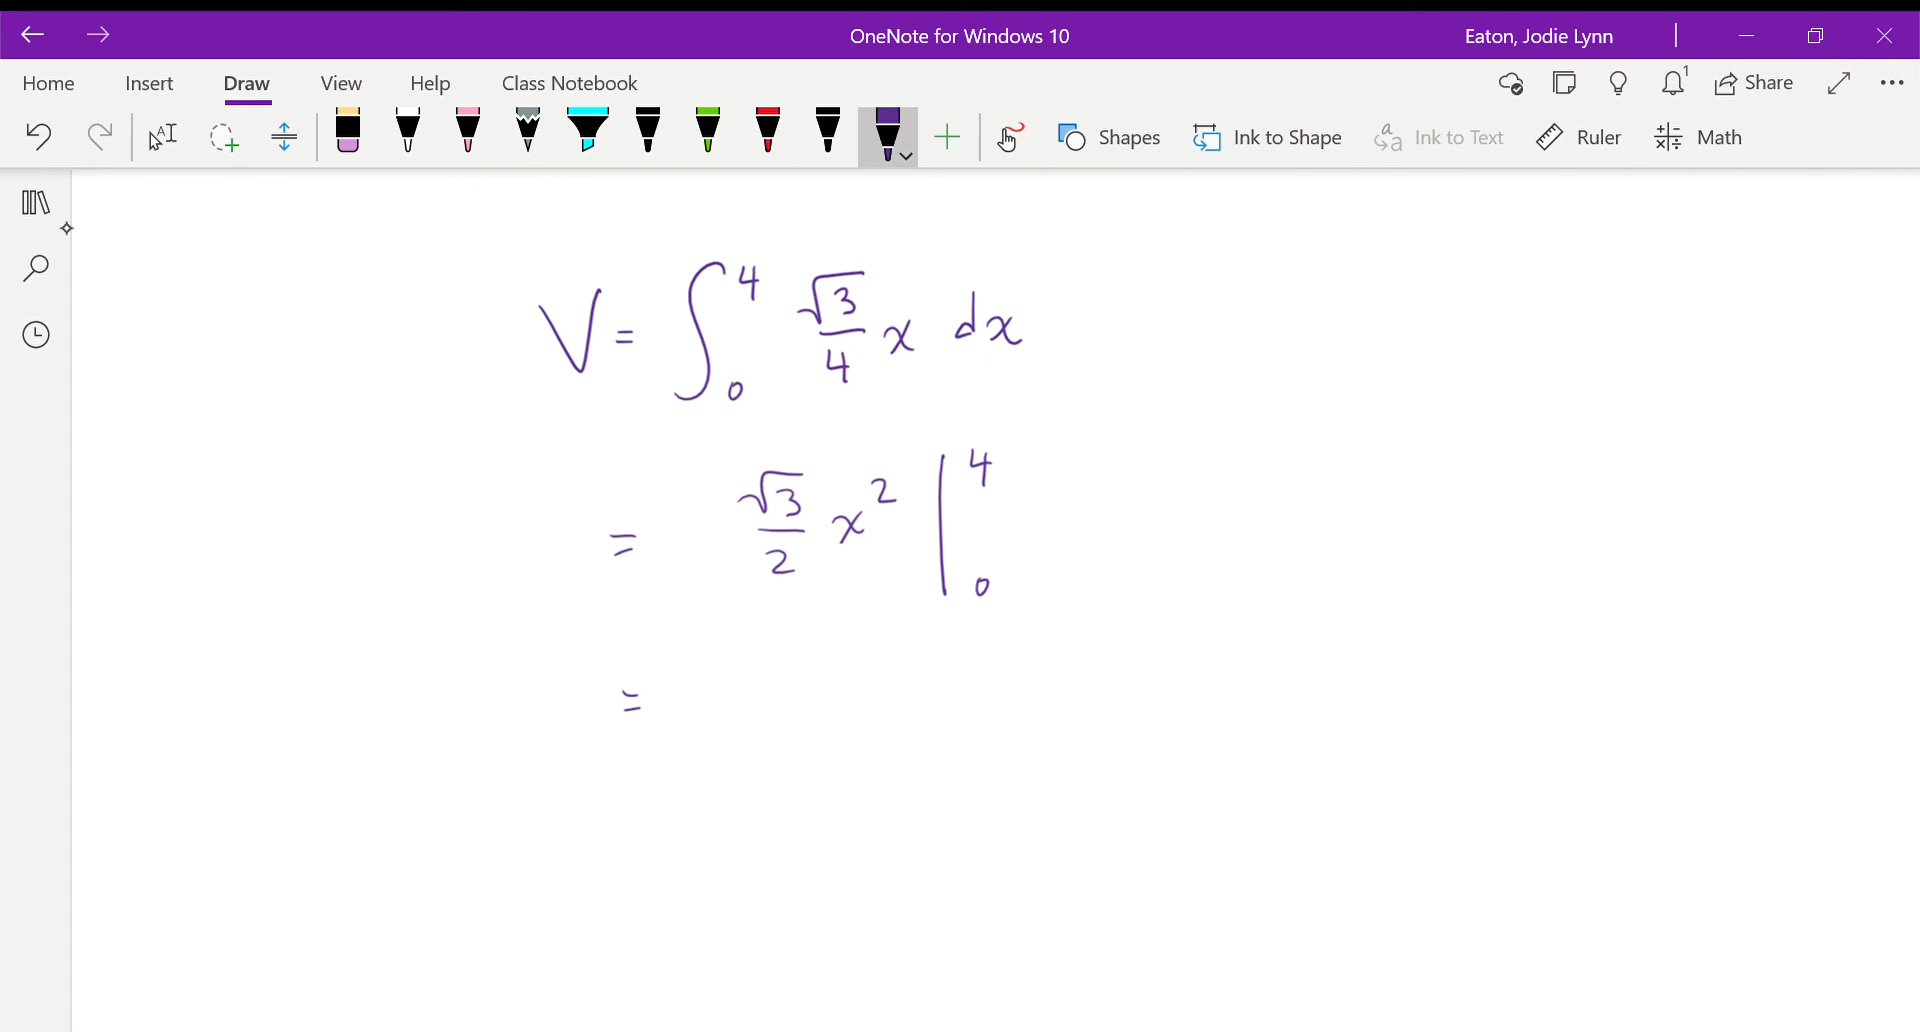 OneNote for Windows 10
Eaton, Jodie Lynn
Home Insert Draw View Help Class Notebook
1 Share
Shapes Ink to Shape Ink to Text Ruler Math
V = ∫₀⁴ √3/4 x dx
= √3/2 x² |₀⁴
=